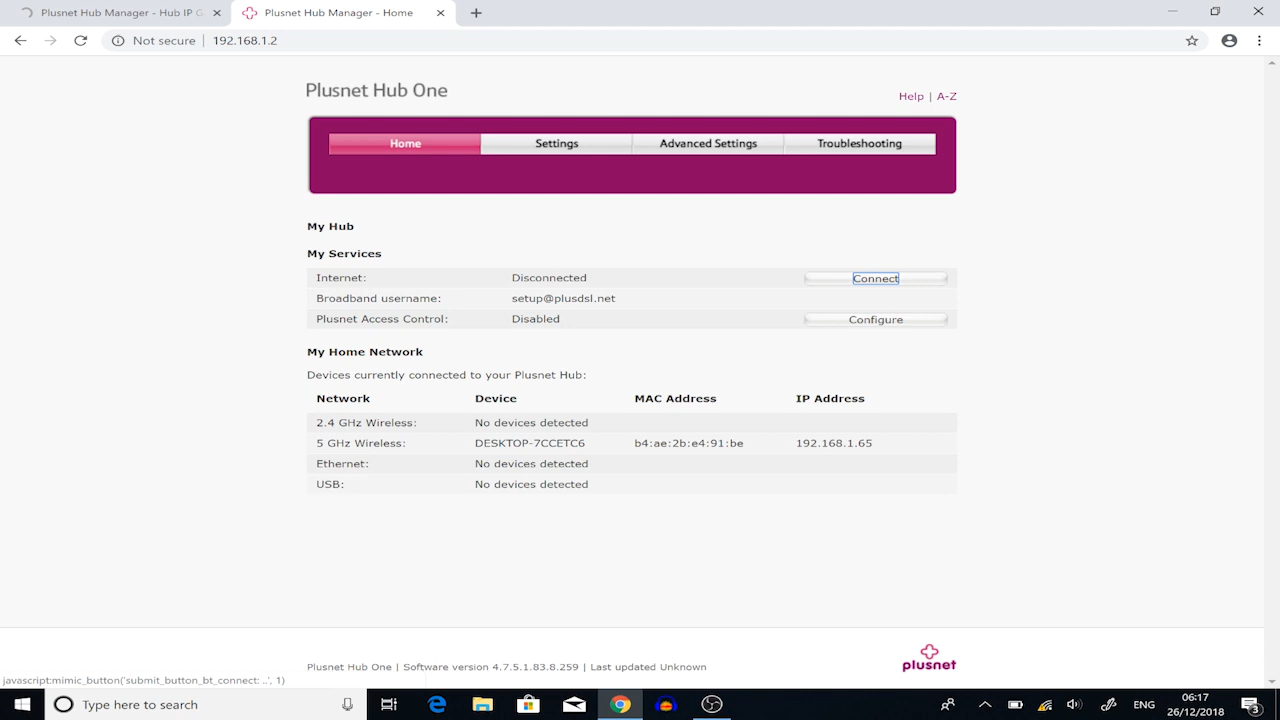 Plusnet Hub Manager - Hub IP G
Plusnet Hub Manager - Home
Not secure | 192.168.1.2
Plusnet Hub One
Help | A-Z
Home Settings Advanced Settings Troubleshooting
My Hub
My Services
Internet: Disconnected Connect
Broadband username: setup@plusdsl.net
Plusnet Access Control: Disabled Configure
My Home Network
Devices currently connected to your Plusnet Hub:
Network Device MAC Address IP Address
2.4 GHz Wireless: No devices detected
5 GHz Wireless: DESKTOP-7CCETC6 b4:ae:2b:e4:91:be 192.168.1.65
Ethernet: No devices detected
USB: No devices detected
plusnet
Plusnet Hub One | Software version 4.7.5.1.83.8.259 | Last updated Unknown
javascript:mimic_button('submit_button_bt_connect: ..', 1)
Type here to search
ENG
06:17
26/12/2018
3